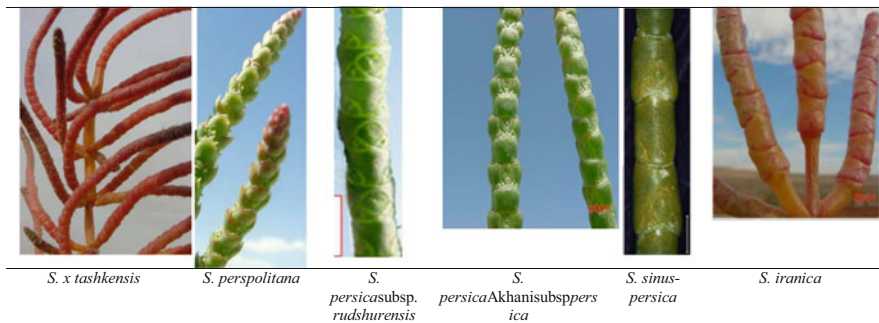 S. x tashkensis
S. perspolitana
S.
persicasubsp.
rudshurensis
S.
persicaAkhanisubsppers
ica
S. sinus-
persica
S. iranica